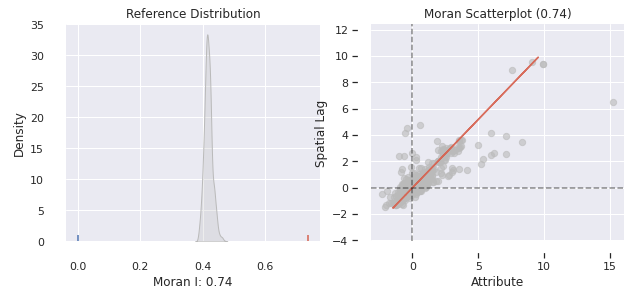 Reference Distribution
35
30
25
20
15
10
5
0
Density
0.0 0.2 0.4 0.6
Moran I: 0.74
Moran Scatterplot (0.74)
12
10
8
6
4
2
0
−2
−4
Spatial Lag
0 5 10 15
Attribute